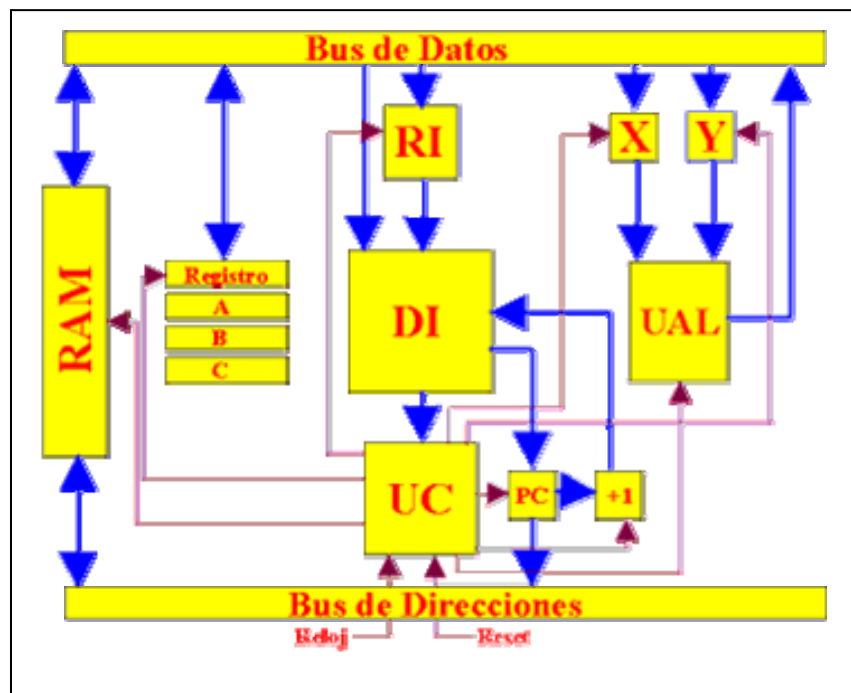 Bus de Datos
RI
X
Y
RAM
Registro
A
B
C
DI
UAL
UC
PC
+1
Bus de Direcciones
Reloj
Reset